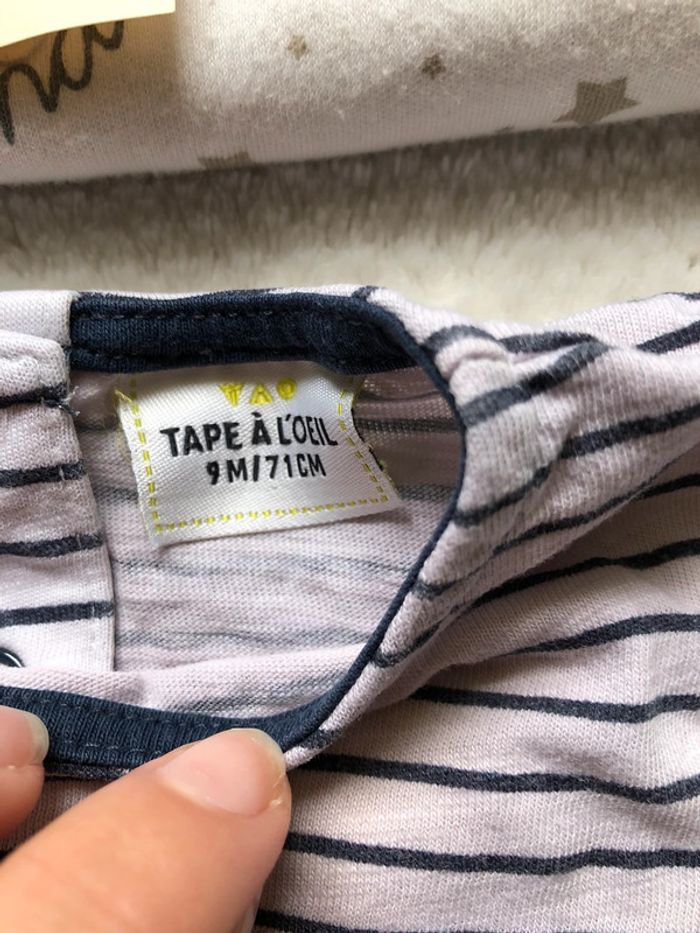 TAO
TAPE À L'OEIL
9M/71CM